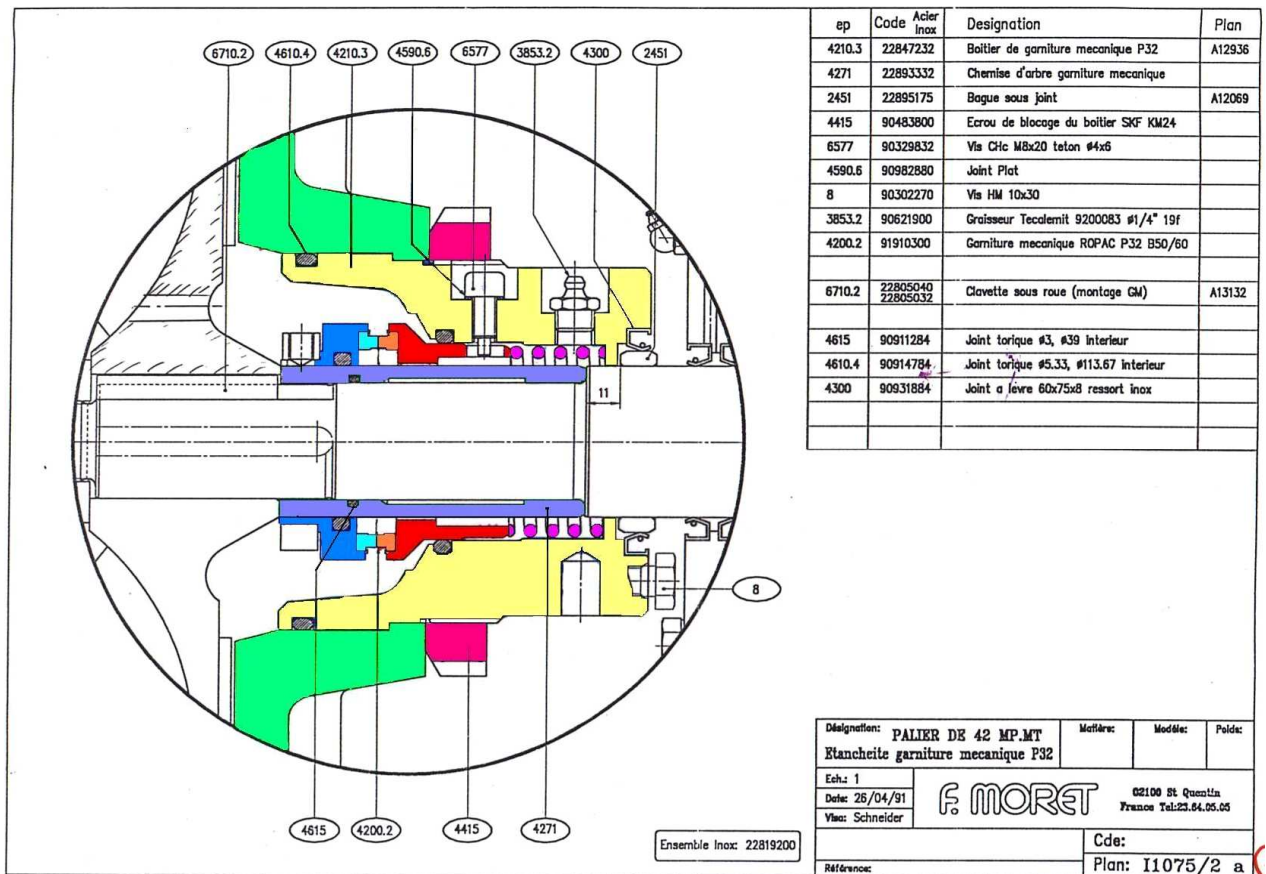 6710.2 4610.4 4210.3 4590.6 6577 3853.2 4300 2451
11
8
4615 4200.2 4415 4271
Ensemble Inox: 22819200
ep Code Acier Inox Designation Plan
4210.3 22847232 Boitier de garniture mecanique P32 A12936
4271 22893332 Chemise d'arbre garniture mecanique
2451 22895175 Bague sous joint A12069
4415 90483800 Ecrou de blocage du boitier SKF KM24
6577 90329832 Vis CHc M8x20 teton ø4x6
4590.6 90982880 Joint Plat
8 90302270 Vis HM 10x30
3853.2 90621900 Graisseur Tecalemit 9200083 ø1/4" 19f
4200.2 91910300 Garniture mecanique ROPAC P32 B50/60
6710.2 22805040 Clavette sous roue (montage GM) A13132
22805032
4615 90911284 Joint torique ø3, ø39 interieur
4610.4 90914784 Joint torique ø5.33, ø113.67 interieur
4300 90931884 Joint a levre 60x75x8 ressort inox
Désignation: PALIER DE 42 MP.MT Matière: Modèle: Poids:
Etancheite garniture mecanique P32
Ech.: 1
Date: 26/04/91
Visa: Schneider
F. MORET
02100 St Quentin
France Tel:23.64.05.05
Cde:
Référence:
Plan: I1075/2 a